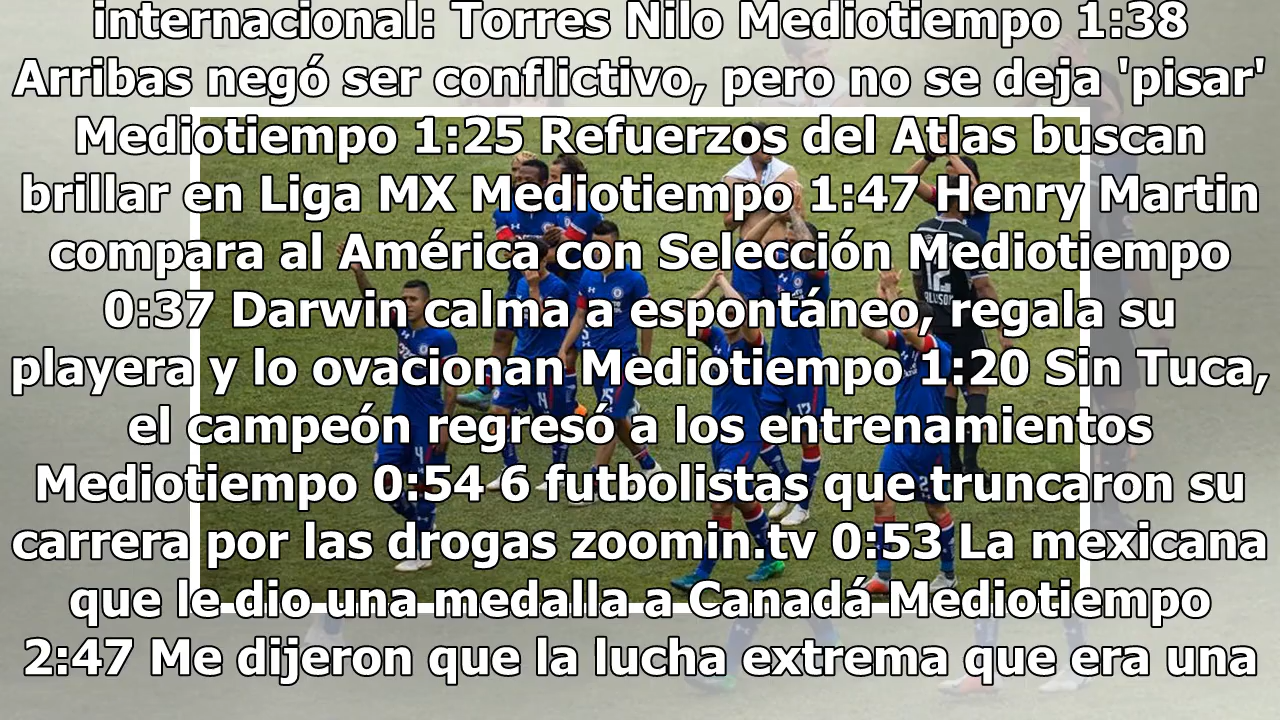 internacional: Torres Nilo Mediotiempo 1:38
Arribas negó ser conflictivo, pero no se deja 'pisar'
Mediotiempo 1:25 Refuerzos del Atlas buscan
brillar en Liga MX Mediotiempo 1:47 Henry Martin
compara al América con Selección Mediotiempo
0:37 Darwin calma a espontáneo, regala su
playera y lo ovacionan Mediotiempo 1:20 Sin Tuca,
el campeón regresó a los entrenamientos
Mediotiempo 0:54 6 futbolistas que truncaron su
carrera por las drogas zoomin.tv 0:53 La mexicana
que le dio una medalla a Canadá Mediotiempo
2:47 Me dijeron que la lucha extrema que era una